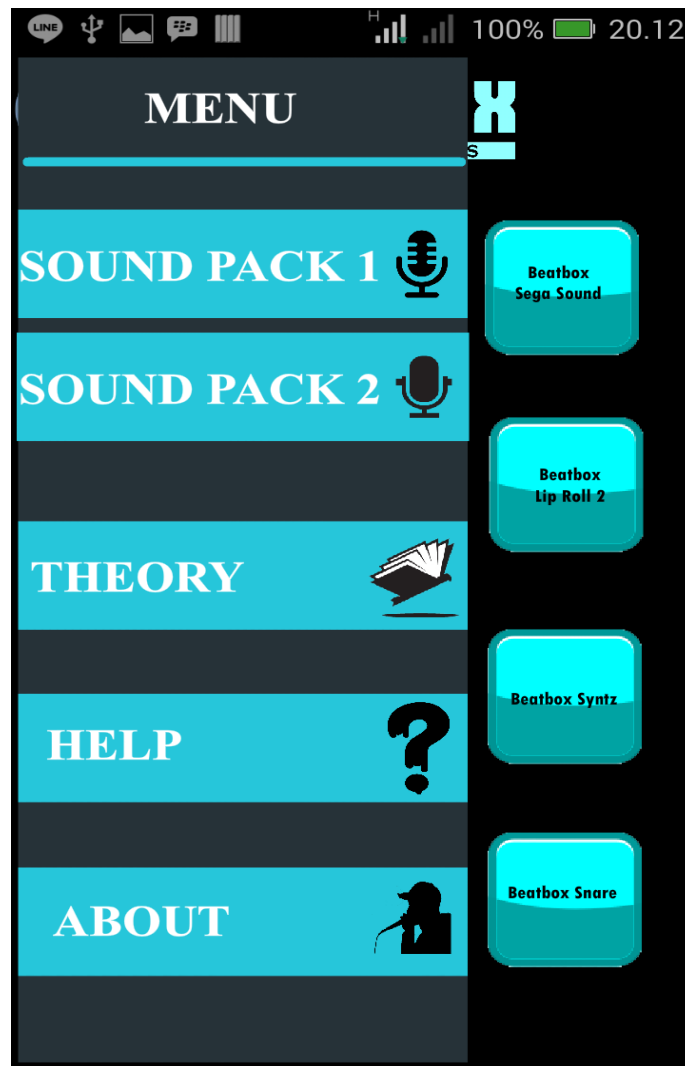 LINE
H
100%
20.12
MENU
X
S
SOUND PACK 1
SOUND PACK 2
THEORY
HELP
ABOUT
Beatbox
Sega Sound
Beatbox
Lip Roll 2
Beatbox Syntz
Beatbox Snare